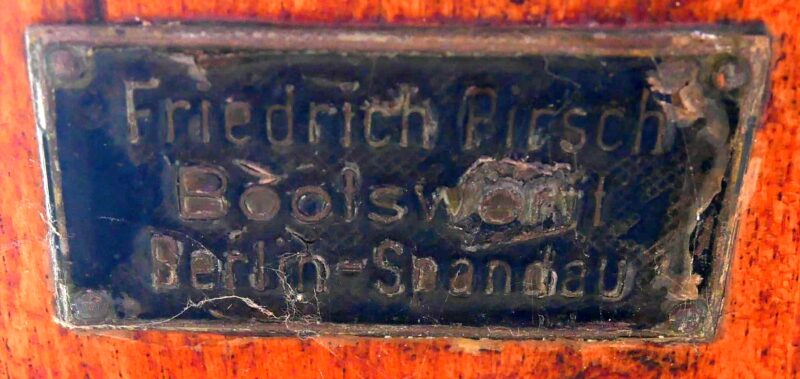 Friedrich Pirsch
Bootswerft
Berlin-Spandau